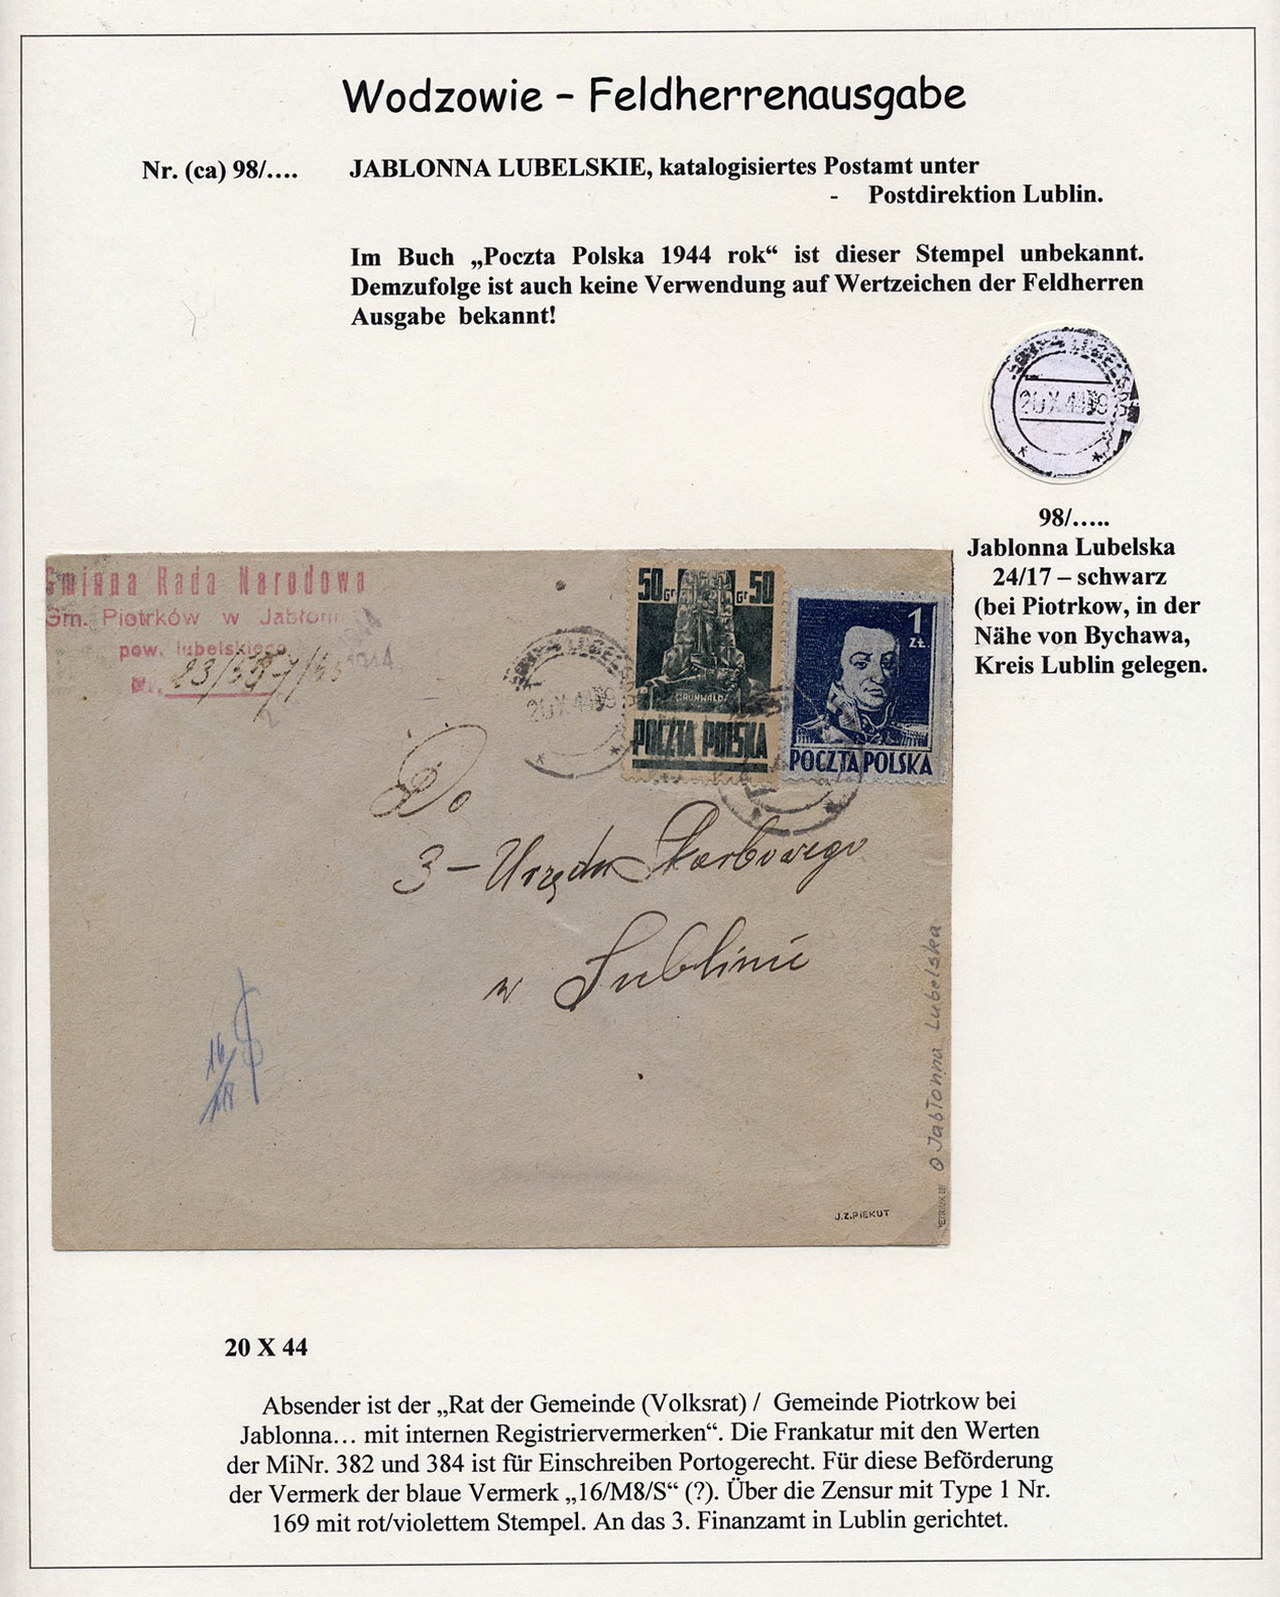 Wodzowie – Feldherrenausgabe
Nr. (ca) 98/….
JABLONNA LUBELSKIE, katalogisiertes Postamt unter
- Postdirektion Lublin.
Im Buch „Poczta Polska 1944 rok“ ist dieser Stempel unbekannt.
Demzufolge ist auch keine Verwendung auf Wertzeichen der Feldherren
Ausgabe bekannt!
20 X 44
98/…..
Jablonna Lubelska
24/17 – schwarz
(bei Piotrkow, in der
Nähe von Bychawa,
Kreis Lublin gelegen.
Gminna Rada Narodowa
Gm. Piotrków w Jabłonn
pow. lubelskiego
50 Gr Gr 50
GRUNWALD
POCZTA POLSKA
1 ZŁ.
POCZTA POLSKA
20 X 44
Do
3 – Urzędu Skarbowego
w Lublinie
Jabłonna Lubelska
J.Z.PIEKUT
20 X 44
Absender ist der „Rat der Gemeinde (Volksrat) / Gemeinde Piotrkow bei
Jablonna… mit internen Registriervermerken“. Die Frankatur mit den Werten
der MiNr. 382 und 384 ist für Einschreiben Portogerecht. Für diese Beförderung
der Vermerk der blaue Vermerk „16/M8/S“ (?). Über die Zensur mit Type 1 Nr.
169 mit rot/violettem Stempel. An das 3. Finanzamt in Lublin gerichtet.